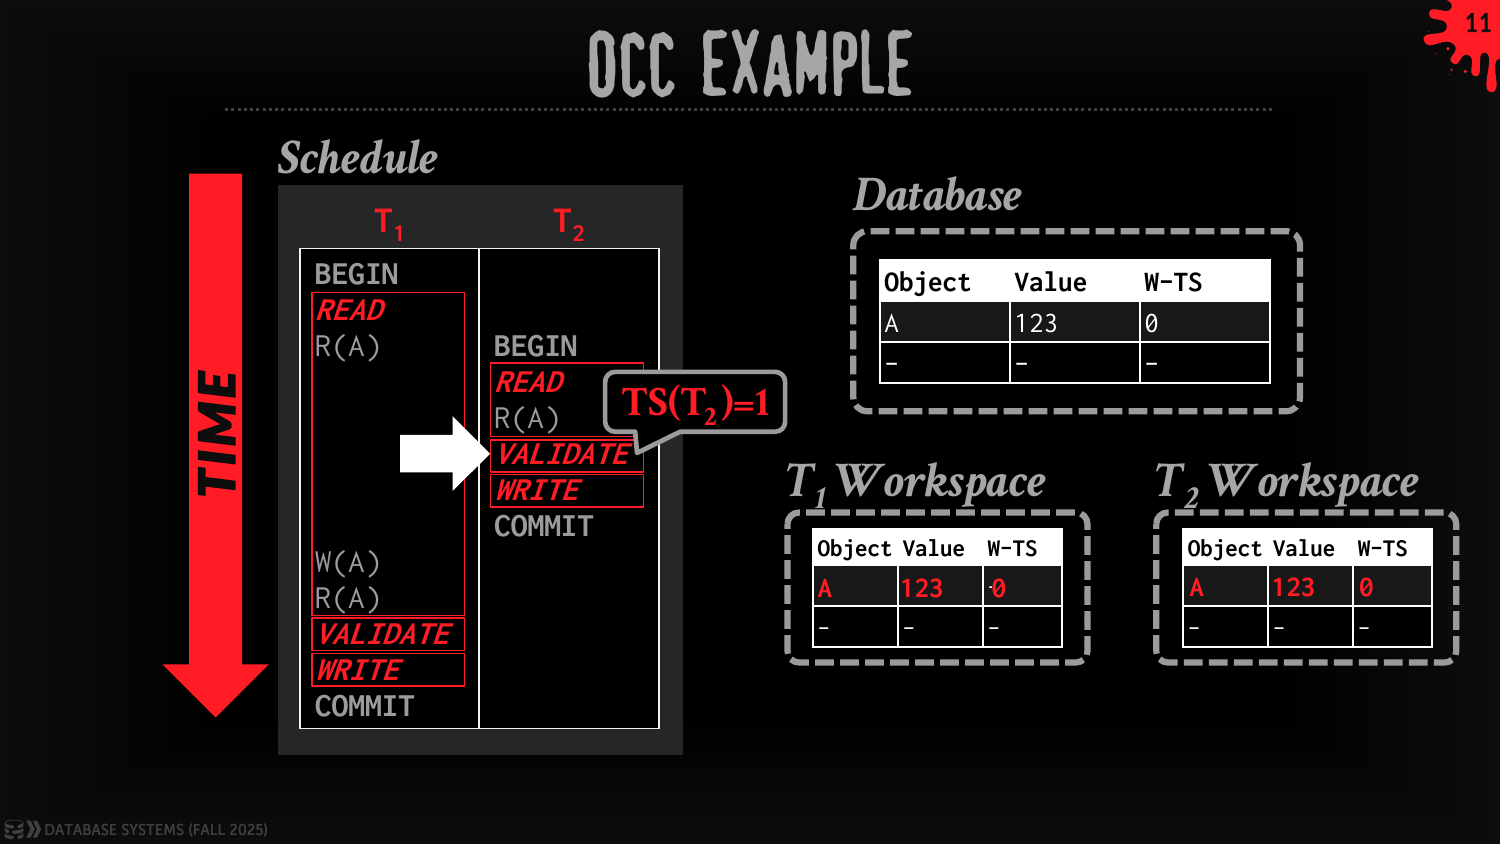 11
OCC EXAMPLE
Schedule
TIME
T1 T2
BEGIN
READ
R(A) BEGIN
READ
R(A)
TS(T2)=1
VALIDATE
WRITE
COMMIT
W(A)
R(A)
VALIDATE
WRITE
COMMIT
Database
Object Value W-TS
A 123 0
- - -
T1 Workspace
Object Value W-TS
A 123 0
- - -
T2 Workspace
Object Value W-TS
A 123 0
- - -
DATABASE SYSTEMS (FALL 2025)